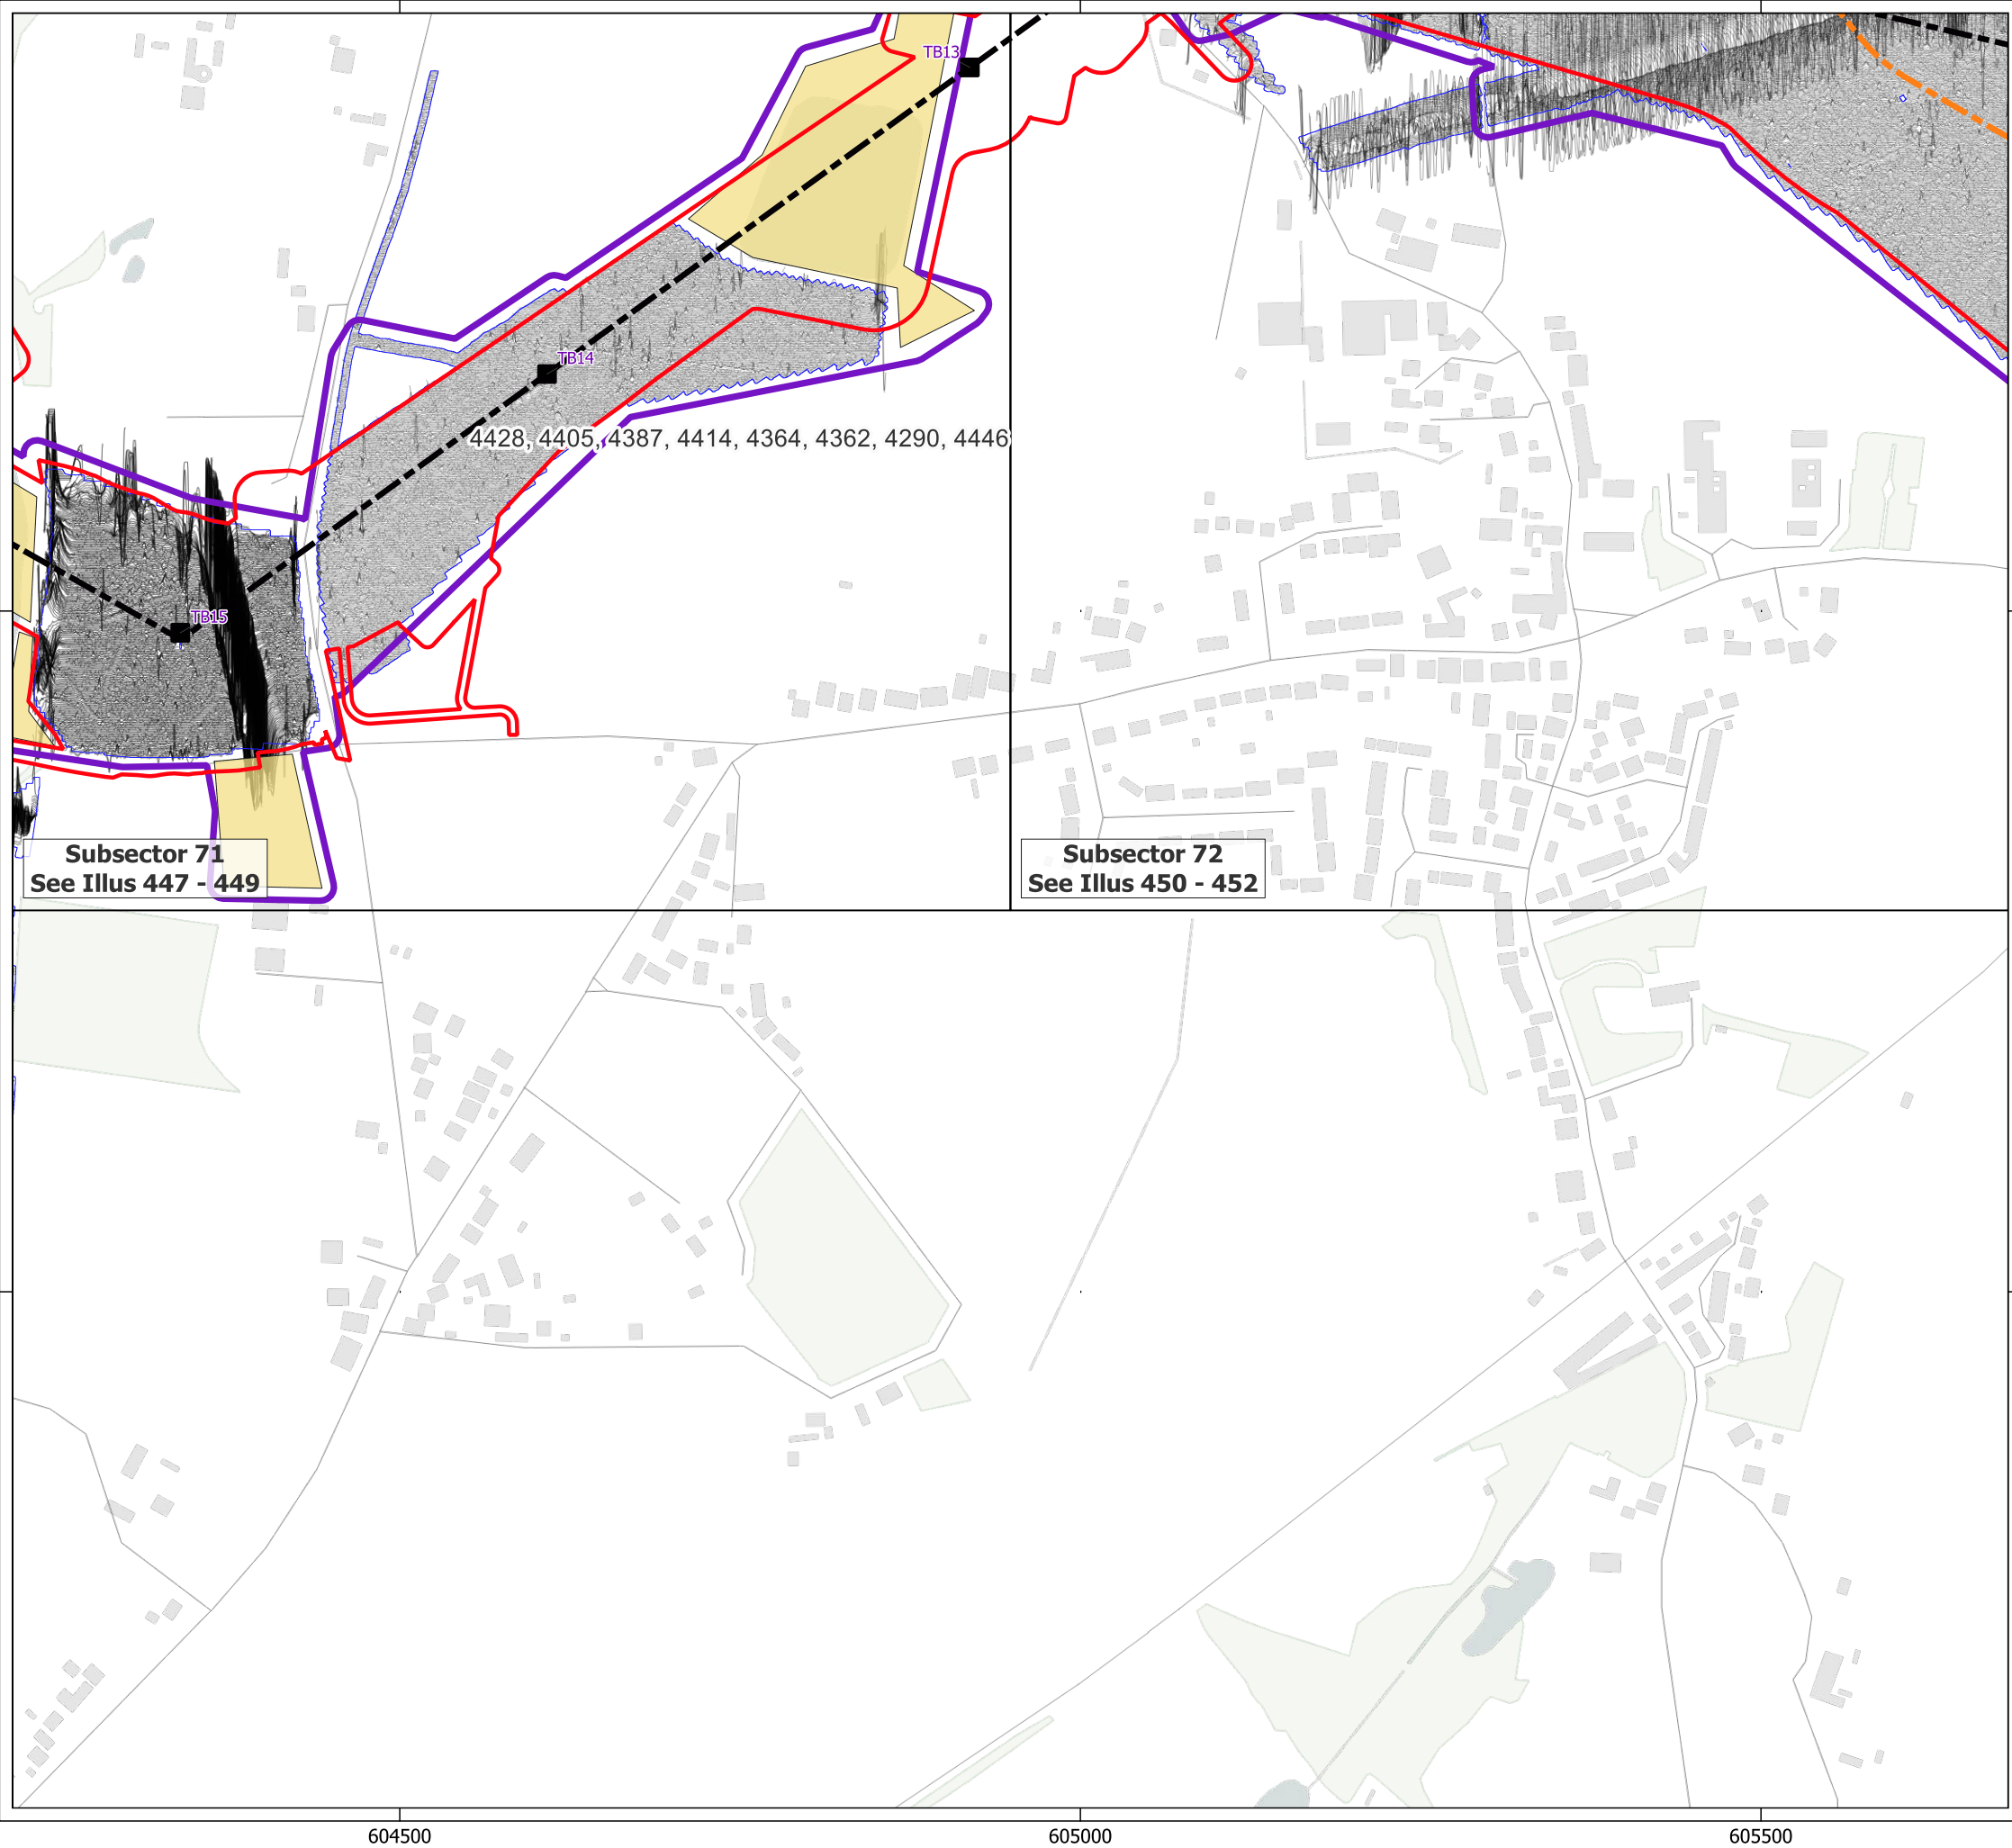 TB13
TB14
4428, 4405, 4387, 4414, 4364, 4362, 4290, 4446
TB15
Subsector 71
See Illus 447 - 449
Subsector 72
See Illus 450 - 452
604500
605000
605500